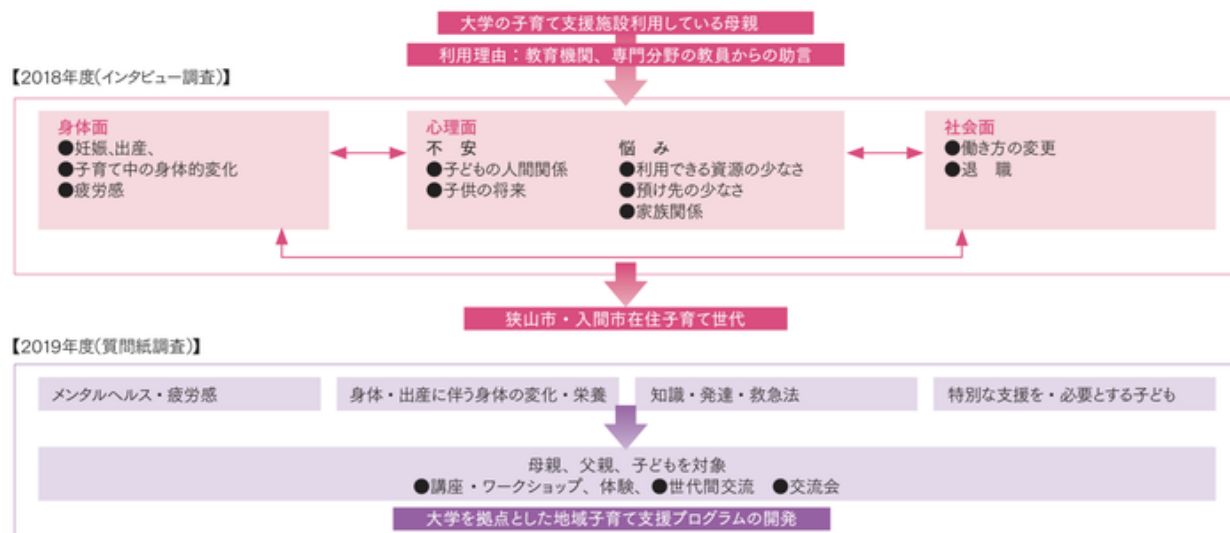 大学の子育て支援施設利用している母親
利用理由：教育機関、専門分野の教員からの助言
【2018年度(インタビュー調査)】
身体面
●妊娠、出産、
●子育て中の身体的変化
●疲労感
心理面
不　安
●子どもの人間関係
●子供の将来
悩　み
●利用できる資源の少なさ
●預け先の少なさ
●家族関係
社会面
●働き方の変更
●退　職
狭山市・入間市在住子育て世代
【2019年度(質問紙調査)】
メンタルヘルス・疲労感
身体・出産に伴う身体の変化・栄養
知識・発達・救急法
特別な支援を・必要とする子ども
母親、父親、子どもを対象
●講座・ワークショップ、体験、●世代間交流　●交流会
大学を拠点とした地域子育て支援プログラムの開発